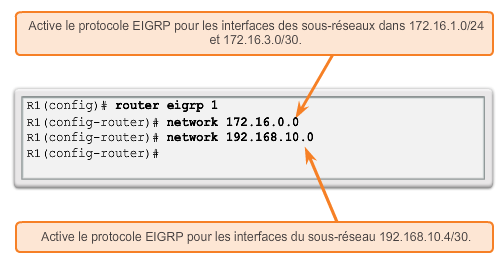 Active le protocole EIGRP pour les interfaces des sous-réseaux dans 172.16.1.0/24
et 172.16.3.0/30.
R1(config)# router eigrp 1
R1(config-router)# network 172.16.0.0
R1(config-router)# network 192.168.10.0
R1(config-router)#
Active le protocole EIGRP pour les interfaces du sous-réseau 192.168.10.4/30.